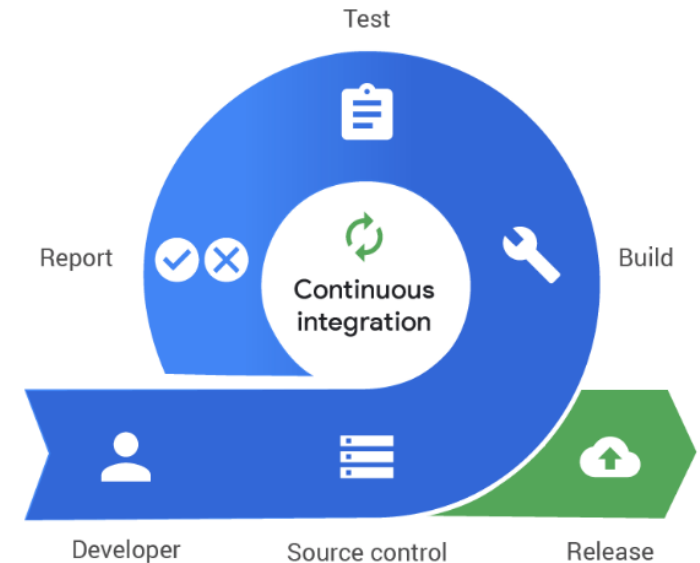 Test
Report
Continuous
integration
Build
Developer
Source control
Release